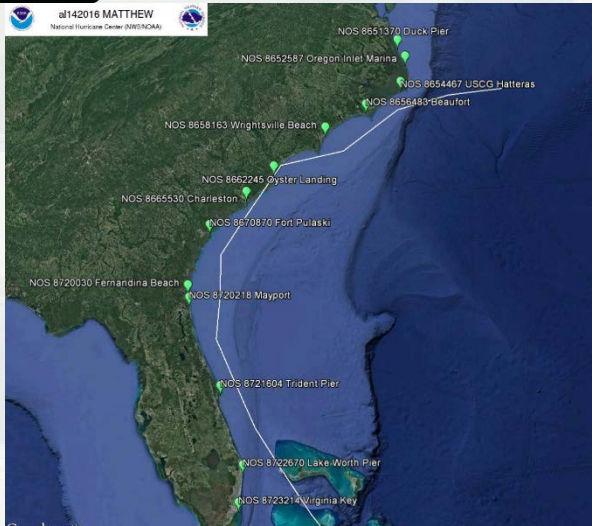 al142016 MATTHEW
National Hurricane Center (NWS/NOAA)
NOS 8651370 Duck Pier
NOS 8652587 Oregon Inlet Marina
NOS 8654467 USCG Hatteras
NOS 8656483 Beaufort
NOS 8658163 Wrightsville Beach
NOS 8662245 Oyster Landing
NOS 8665530 Charleston
NOS 8670870 Fort Pulaski
NOS 8720030 Fernandina Beach
NOS 8720218 Mayport
NOS 8721604 Trident Pier
NOS 8722670 Lake Worth Pier
NOS 8723214 Virginia Key